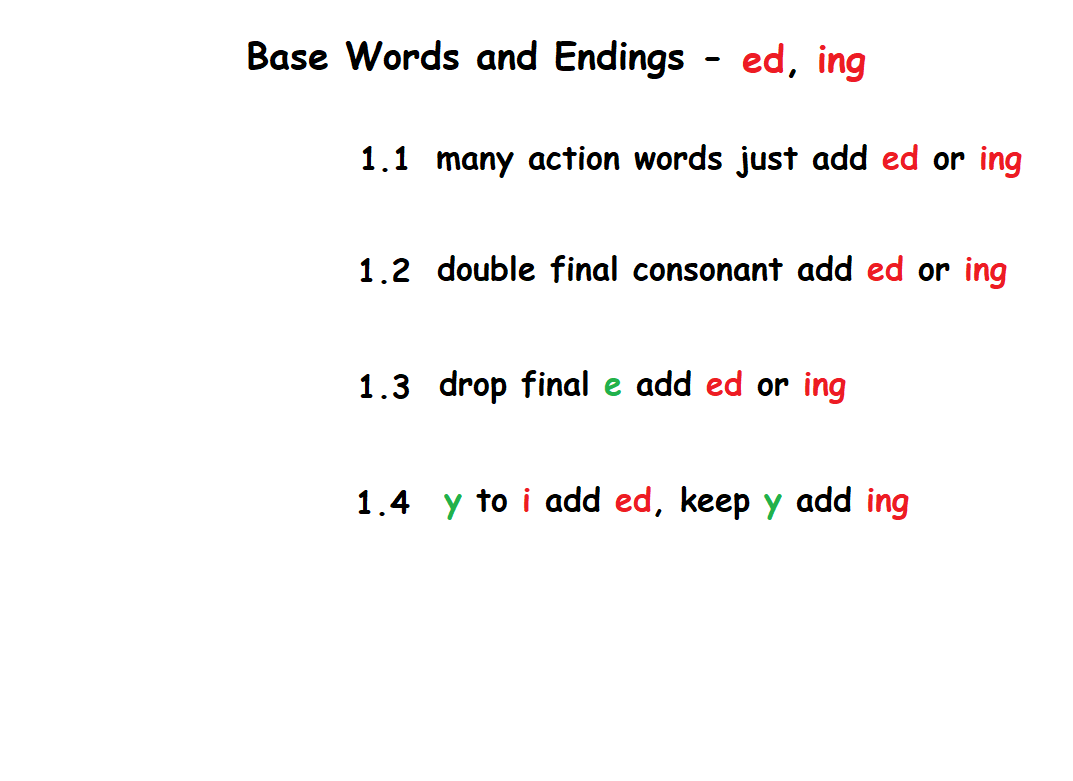 Base Words and Endings - ed, ing
1.1 many action words just add ed or ing
1.2 double final consonant add ed or ing
1.3 drop final e add ed or ing
1.4 y to i add ed, keep y add ing